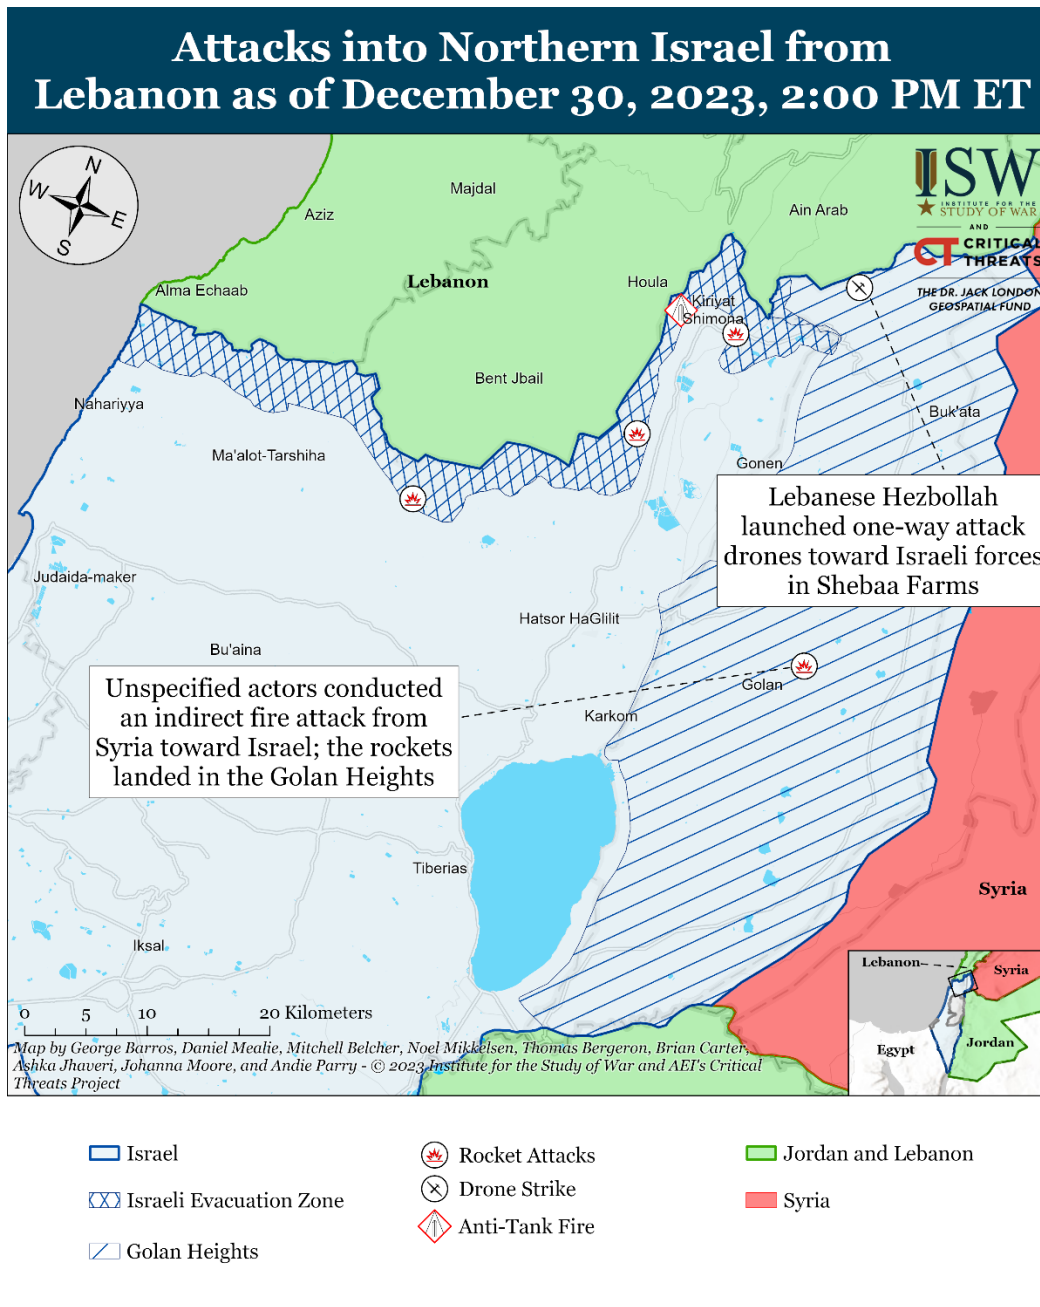 Attacks into Northern Israel from
Lebanon as of December 30, 2023, 2:00 PM ET
N
W
E
S
Majdal
Aziz
Ain Arab
ISW
INSTITUTE FOR THE
STUDY OF WAR
AND
CT CRITICAL
THREATS
THE DR. JACK LONDON
GEOSPATIAL FUND
Lebanon
Houla
Alma Echaab
Kiriyat
Shimona
Bent Jbail
Nahariyya
Buk'ata
Ma'alot-Tarshiha
Gonen
Lebanese Hezbollah
launched one-way attack
drones toward Israeli forces
in Shebaa Farms
Judaida-maker
Hatsor HaGlilit
Bu'aina
Unspecified actors conducted
an indirect fire attack from
Syria toward Israel; the rockets
landed in the Golan Heights
Golan
Karkom
Tiberias
Syria
Iksal
Lebanon
Syria
Egypt
Jordan
0 5 10 20 Kilometers
Map by George Barros, Daniel Mealie, Mitchell Belcher, Noel Mikkelsen, Thomas Bergeron, Brian Carter,
Ashka Jhaveri, Johanna Moore, and Andie Parry - © 2023 Institute for the Study of War and AEI's Critical
Threats Project
Israel
Rocket Attacks
Jordan and Lebanon
Drone Strike
Israeli Evacuation Zone
Syria
Anti-Tank Fire
Golan Heights